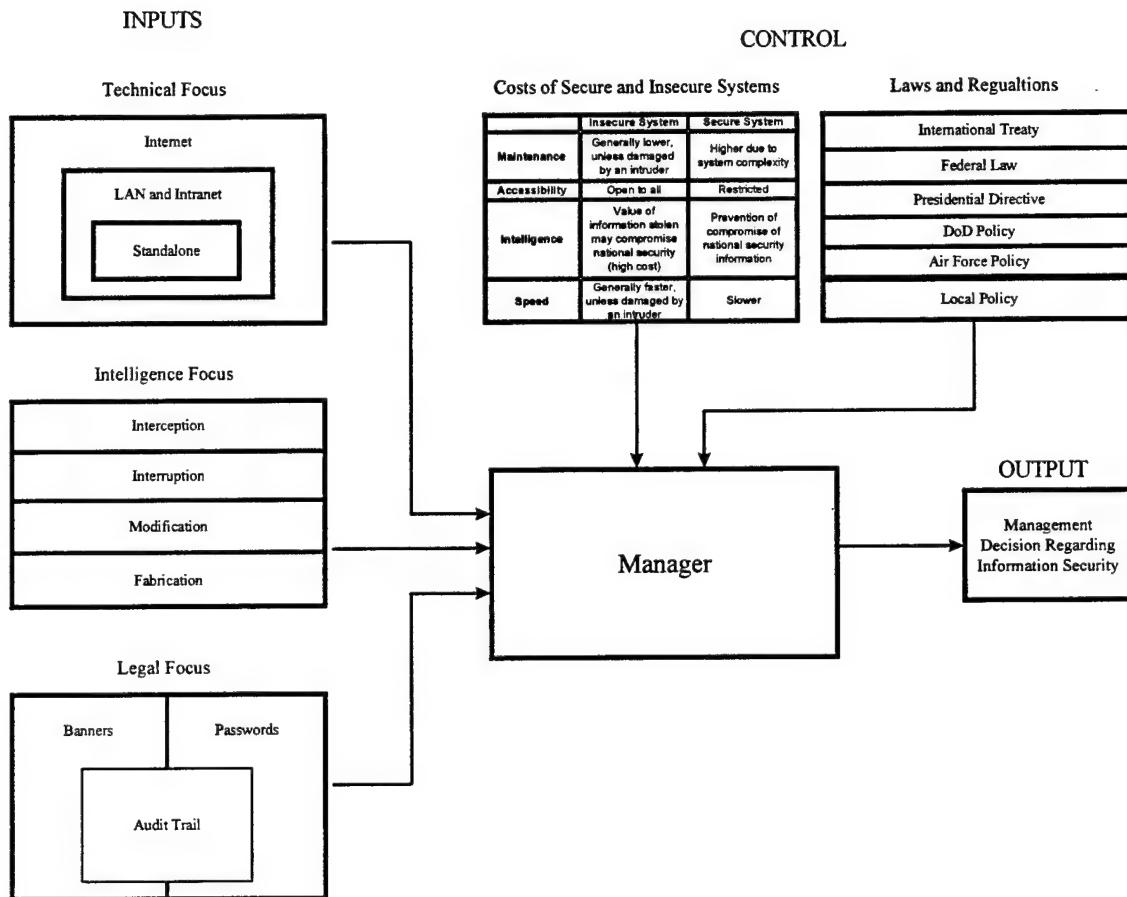 INPUTS
CONTROL
Technical Focus
Internet
LAN and Intranet
Standalone
Costs of Secure and Insecure Systems
Insecure System
Secure System
Maintenance
Generally lower,
unless damaged
by an intruder
Higher due to
system complexity
Accessibility
Open to all
Restricted
Intelligence
Value of
information stolen
may compromise
national security
(high cost)
Prevention of
compromise of
national security
information
Speed
Generally faster,
unless damaged by
an intruder
Slower
Laws and Regualtions
International Treaty
Federal Law
Presidential Directive
DoD Policy
Air Force Policy
Local Policy
Intelligence Focus
Interception
Interruption
Modification
Fabrication
Manager
OUTPUT
Management
Decision Regarding
Information Security
Legal Focus
Banners
Passwords
Audit Trail